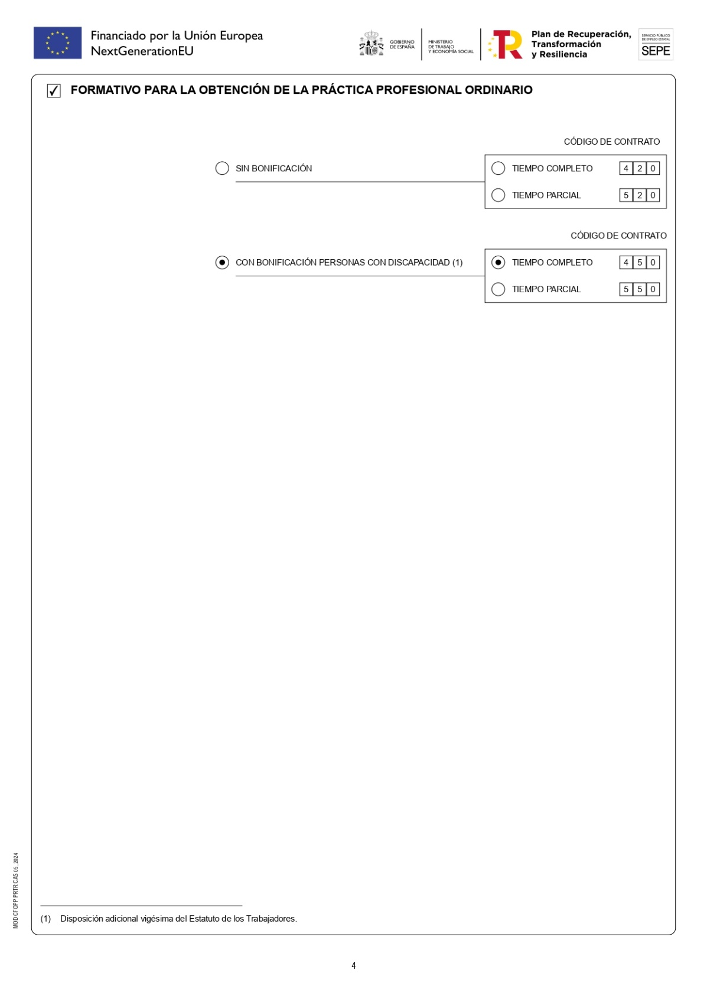 Financiado por la Unión Europea
NextGenerationEU
GOBIERNO
DE ESPAÑA
MINISTERIO
DE TRABAJO
Y ECONOMÍA SOCIAL
Plan de Recuperación,
Transformación
y Resiliencia
SERVICIO PÚBLICO
DE EMPLEO ESTATAL
SEPE
FORMATIVO PARA LA OBTENCIÓN DE LA PRÁCTICA PROFESIONAL ORDINARIO
CÓDIGO DE CONTRATO
SIN BONIFICACIÓN
TIEMPO COMPLETO 4 2 0
TIEMPO PARCIAL 5 2 0
CÓDIGO DE CONTRATO
CON BONIFICACIÓN PERSONAS CON DISCAPACIDAD (1)
TIEMPO COMPLETO 4 5 0
TIEMPO PARCIAL 5 5 0
MOD CFOPP PRTR CAS 05_2024
(1) Disposición adicional vigésima del Estatuto de los Trabajadores.
4